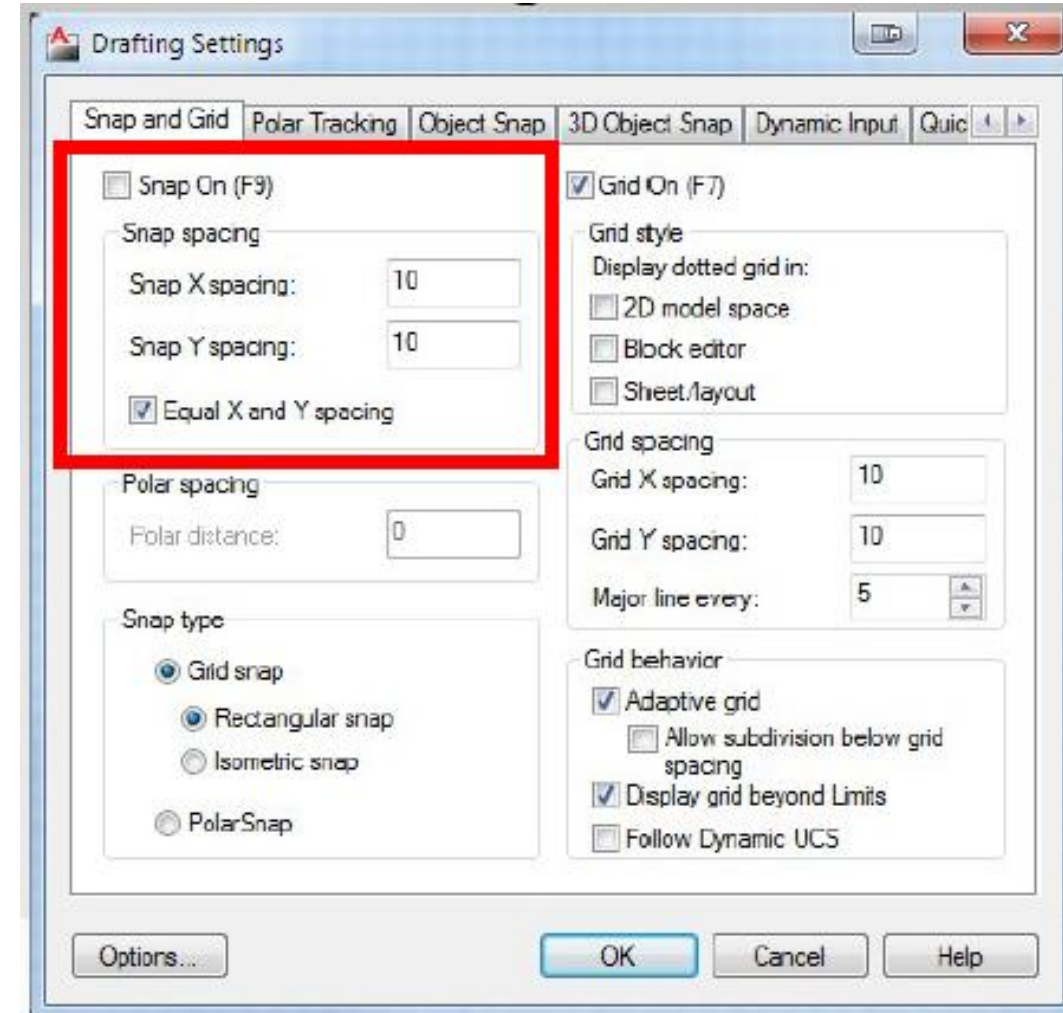 Drafting Settings
Snap and Grid Polar Tracking Object Snap 3D Object Snap Dynamic Input Quic
Snap On (F9)
Snap spacing
Snap X spacing: 10
Snap Y spacing: 10
Equal X and Y spacing
Polar spacing
Polar distance: 0
Snap type
Grid snap
Rectangular snap
Isometric snap
PolarSnap
Grid On (F7)
Grid style
Display dotted grid in:
2D model space
Block editor
Sheet/layout
Grid spacing
Grid X spacing: 10
Grid Y spacing: 10
Major line every: 5
Grid behavior
Adaptive grid
Allow subdivision below grid
spacing
Display grid beyond Limits
Follow Dynamic UCS
Options... OK Cancel Help